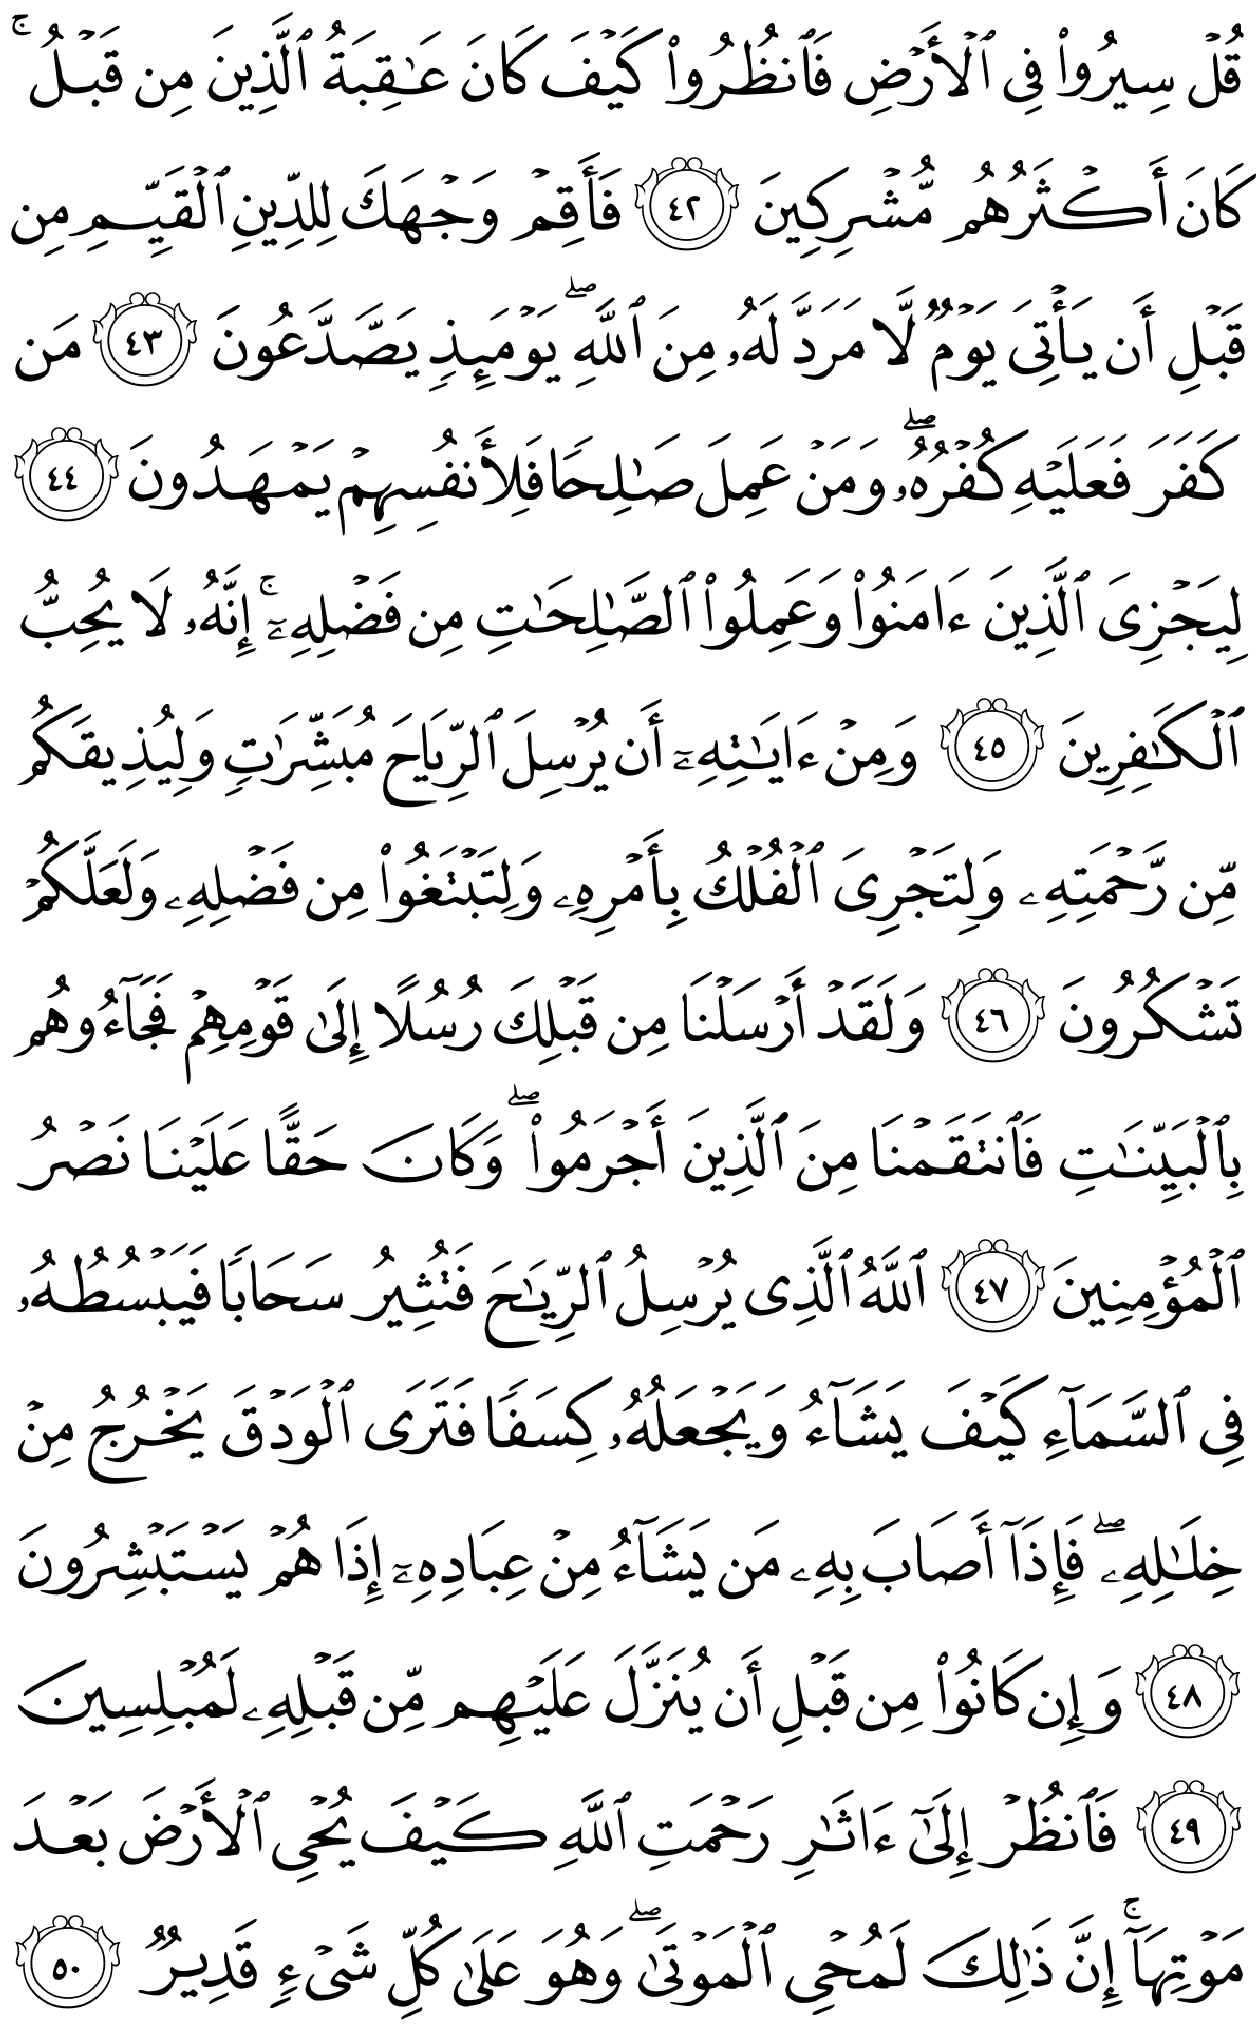 قُلۡ سِيرُواْ فِي ٱلۡأَرۡضِ فَٱنظُرُواْ كَيۡفَ كَانَ عَٰقِبَةُ ٱلَّذِينَ مِن قَبۡلُۚ
كَانَ أَكۡثَرُهُم مُّشۡرِكِينَ ٤٢ فَأَقِمۡ وَجۡهَكَ لِلدِّينِ ٱلۡقَيِّمِ مِن
قَبۡلِ أَن يَأۡتِيَ يَوۡمٞ لَّا مَرَدَّ لَهُۥ مِنَ ٱللَّهِۖ يَوۡمَئِذٖ يَصَّدَّعُونَ ٤٣ مَن
كَفَرَ فَعَلَيۡهِ كُفۡرُهُۥۖ وَمَنۡ عَمِلَ صَٰلِحٗا فَلِأَنفُسِهِمۡ يَمۡهَدُونَ ٤٤
لِيَجۡزِيَ ٱلَّذِينَ ءَامَنُواْ وَعَمِلُواْ ٱلصَّٰلِحَٰتِ مِن فَضۡلِهِۦٓۚ إِنَّهُۥ لَا يُحِبُّ
ٱلۡكَٰفِرِينَ ٤٥ وَمِنۡ ءَايَٰتِهِۦٓ أَن يُرۡسِلَ ٱلرِّيَاحَ مُبَشِّرَٰتٖ وَلِيُذِيقَكُم
مِّن رَّحۡمَتِهِۦ وَلِتَجۡرِيَ ٱلۡفُلۡكُ بِأَمۡرِهِۦ وَلِتَبۡتَغُواْ مِن فَضۡلِهِۦ وَلَعَلَّكُمۡ
تَشۡكُرُونَ ٤٦ وَلَقَدۡ أَرۡسَلۡنَا مِن قَبۡلِكَ رُسُلًا إِلَىٰ قَوۡمِهِمۡ فَجَآءُوهُم
بِٱلۡبَيِّنَٰتِ فَٱنتَقَمۡنَا مِنَ ٱلَّذِينَ أَجۡرَمُواْۖ وَكَانَ حَقًّا عَلَيۡنَا نَصۡرُ
ٱلۡمُؤۡمِنِينَ ٤٧ ٱللَّهُ ٱلَّذِي يُرۡسِلُ ٱلرِّيَٰحَ فَتُثِيرُ سَحَابٗا فَيَبۡسُطُهُۥ
فِي ٱلسَّمَآءِ كَيۡفَ يَشَآءُ وَيَجۡعَلُهُۥ كِسَفٗا فَتَرَى ٱلۡوَدۡقَ يَخۡرُجُ مِنۡ
خِلَٰلِهِۦۖ فَإِذَآ أَصَابَ بِهِۦ مَن يَشَآءُ مِنۡ عِبَادِهِۦٓ إِذَا هُمۡ يَسۡتَبۡشِرُونَ
٤٨ وَإِن كَانُواْ مِن قَبۡلِ أَن يُنَزَّلَ عَلَيۡهِم مِّن قَبۡلِهِۦ لَمُبۡلِسِينَ
٤٩ فَٱنظُرۡ إِلَىٰٓ ءَاثَٰرِ رَحۡمَتِ ٱللَّهِ كَيۡفَ يُحۡيِ ٱلۡأَرۡضَ بَعۡدَ
مَوۡتِهَآۚ إِنَّ ذَٰلِكَ لَمُحۡيِ ٱلۡمَوۡتَىٰۖ وَهُوَ عَلَىٰ كُلِّ شَيۡءٖ قَدِيرٞ ٥٠